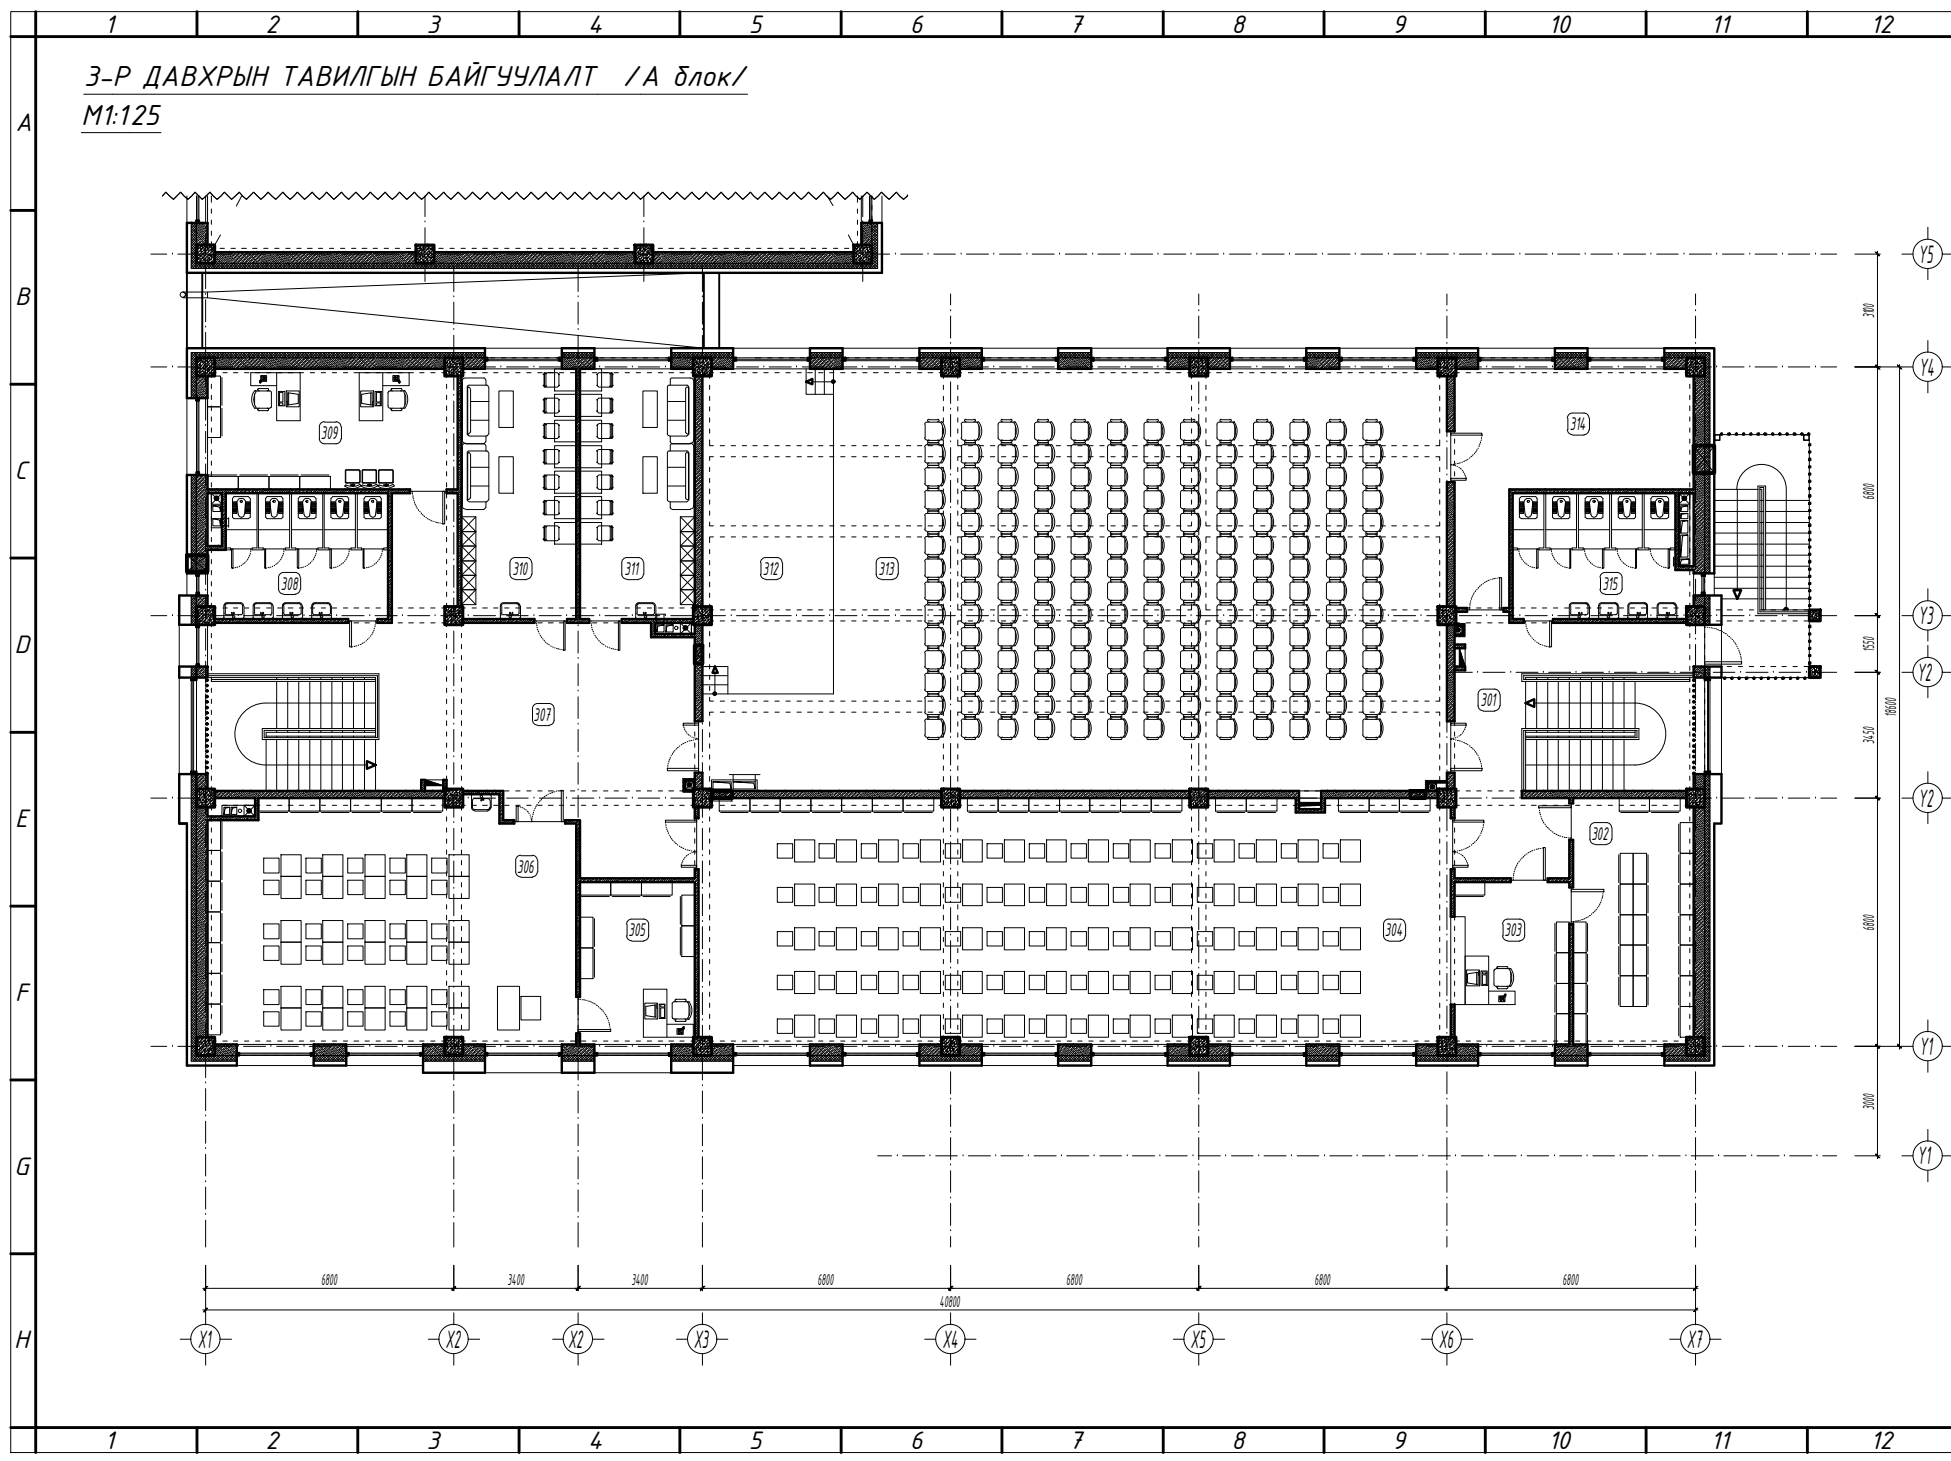 1 2 3 4 5 6 7 8 9 10 11 12
3-Р ДАВХРЫН ТАВИЛГЫН БАЙГУУЛАЛТ /А блок/
М1:125
A
B
C
D
E
F
G
H
Y5
3100
Y4
309
314
6800
308
310
311
312
313
315
Y3
1550
Y2
301
307
18600
3450
Y2
302
306
305
304
303
6800
Y1
3000
Y1
6800 3400 3400 6800 6800 6800 6800
40800
X1 X2 X2 X3 X4 X5 X6 X7
1 2 3 4 5 6 7 8 9 10 11 12